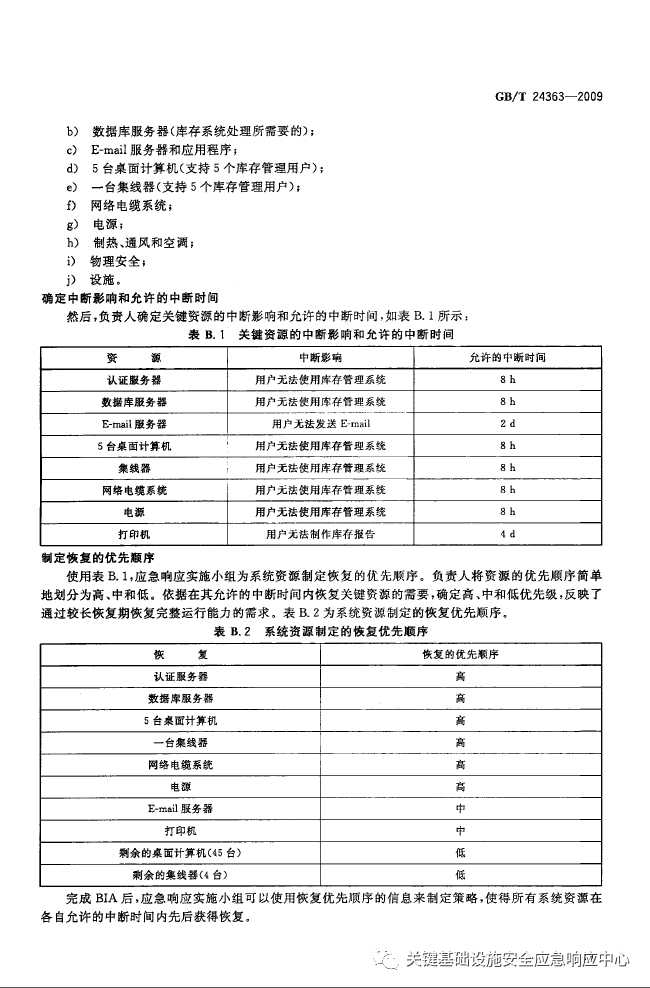 GB/T 24363—2009
b) 数据库服务器(库存系统处理所需要的);
c) E-mail 服务器和应用程序;
d) 5 台桌面计算机(支持 5 个库存管理用户);
e) 一台集线器(支持 5 个库存管理用户);
f) 网络电缆系统;
g) 电源;
h) 制热、通风和空调;
i) 物理安全;
j) 设施。
确定中断影响和允许的中断时间
然后,负责人确定关键资源的中断影响和允许的中断时间,如表 B.1 所示:
表 B.1 关键资源的中断影响和允许的中断时间
资 源 中断影响 允许的中断时间
认证服务器 用户无法使用库存管理系统 8 h
数据库服务器 用户无法使用库存管理系统 8 h
E-mail 服务器 用户无法发送 E-mail 2 d
5 台桌面计算机 用户无法使用库存管理系统 8 h
集线器 用户无法使用库存管理系统 8 h
网络电缆系统 用户无法使用库存管理系统 8 h
电源 用户无法使用库存管理系统 8 h
打印机 用户无法制作库存报告 4 d
制定恢复的优先顺序
使用表 B.1,应急响应实施小组为系统资源制定恢复的优先顺序。负责人将资源的优先顺序简单
地划分为高、中和低。依据在其允许的中断时间内恢复关键资源的需要,确定高、中和低优先级,反映了
通过较长恢复期恢复完整运行能力的需求。表 B.2 为系统资源制定的恢复优先顺序。
表 B.2 系统资源制定的恢复优先顺序
恢 复 恢复的优先顺序
认证服务器 高
数据库服务器 高
5 台桌面计算机 高
一台集线器 高
网络电缆系统 高
电源 高
E-mail 服务器 中
打印机 中
剩余的桌面计算机(45 台) 低
剩余的集线器(4 台) 低
完成 BIA 后,应急响应实施小组可以使用恢复优先顺序的信息来制定策略,使得所有系统资源在
各自允许的中断时间内先后获得恢复。
关键基础设施安全应急响应中心